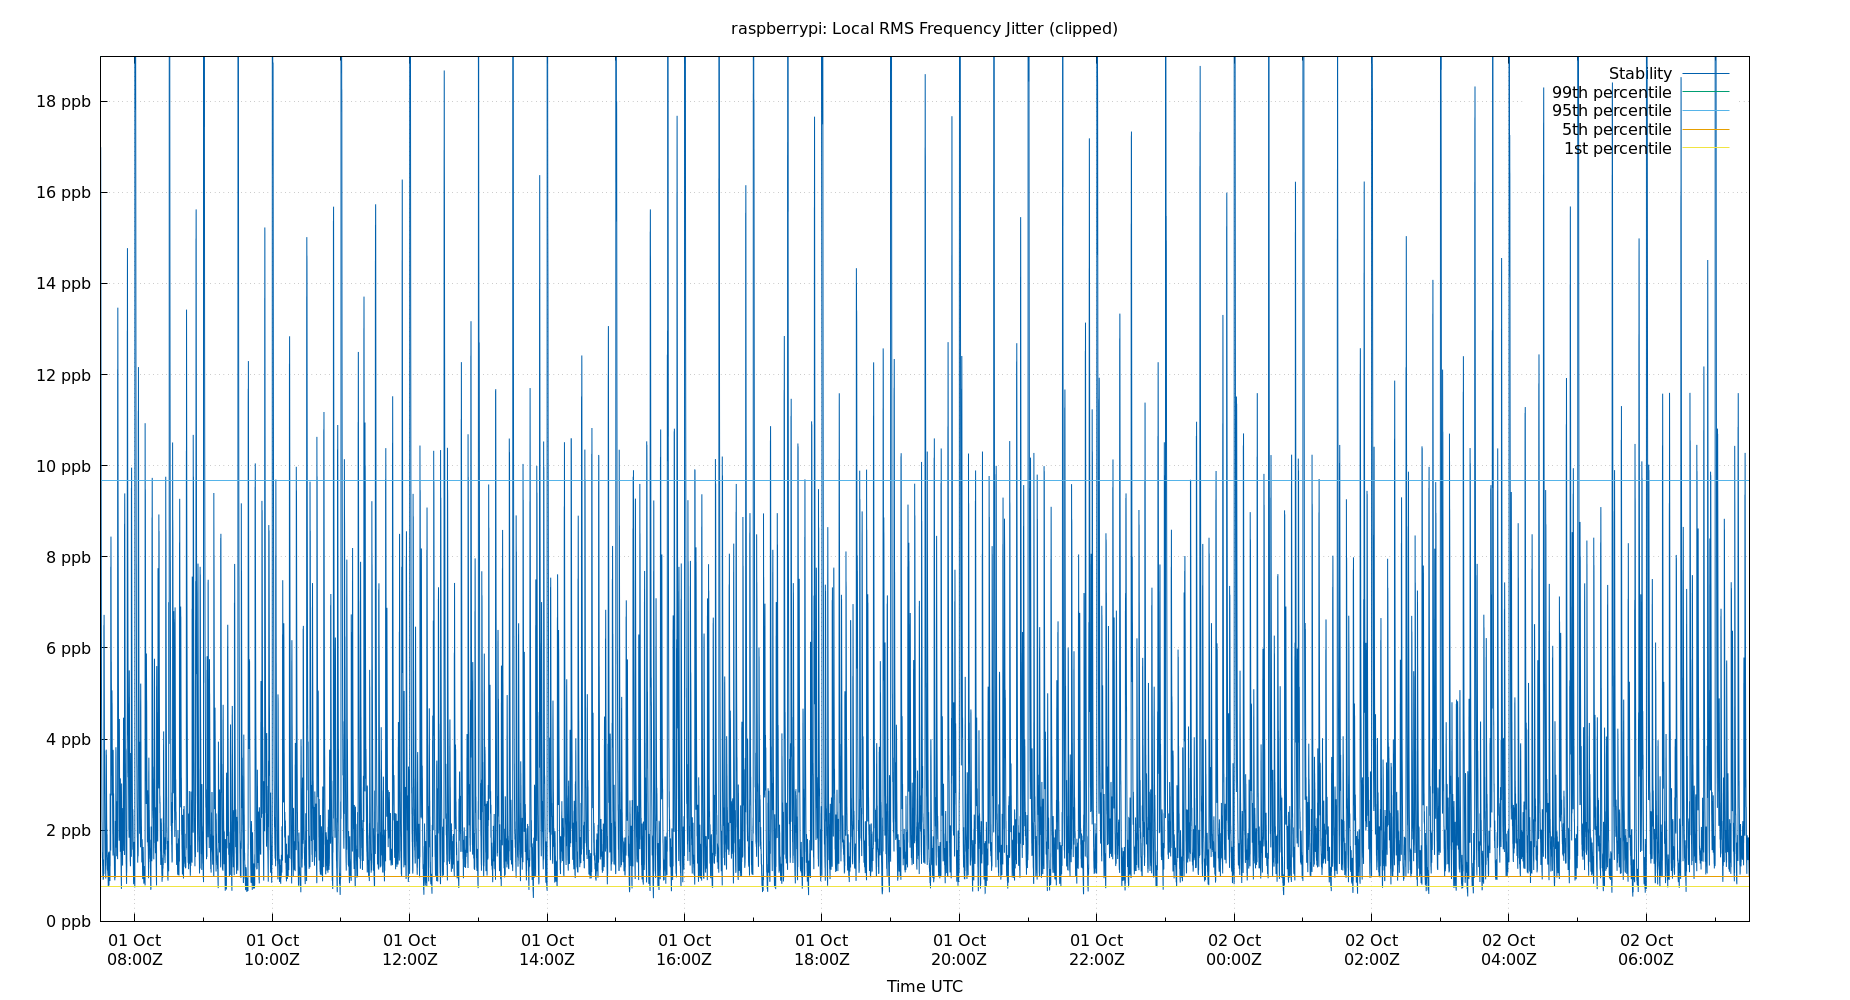 raspberrypi: Local RMS Frequency Jitter (clipped)
Stability
99th percentile
95th percentile
5th percentile
1st percentile
18 ppb
16 ppb
14 ppb
12 ppb
10 ppb
8 ppb
6 ppb
4 ppb
2 ppb
0 ppb
01 Oct 01 Oct 01 Oct 01 Oct 01 Oct 01 Oct 01 Oct 01 Oct 02 Oct 02 Oct 02 Oct 02 Oct
08:00Z 10:00Z 12:00Z 14:00Z 16:00Z 18:00Z 20:00Z 22:00Z 00:00Z 02:00Z 04:00Z 06:00Z
Time UTC